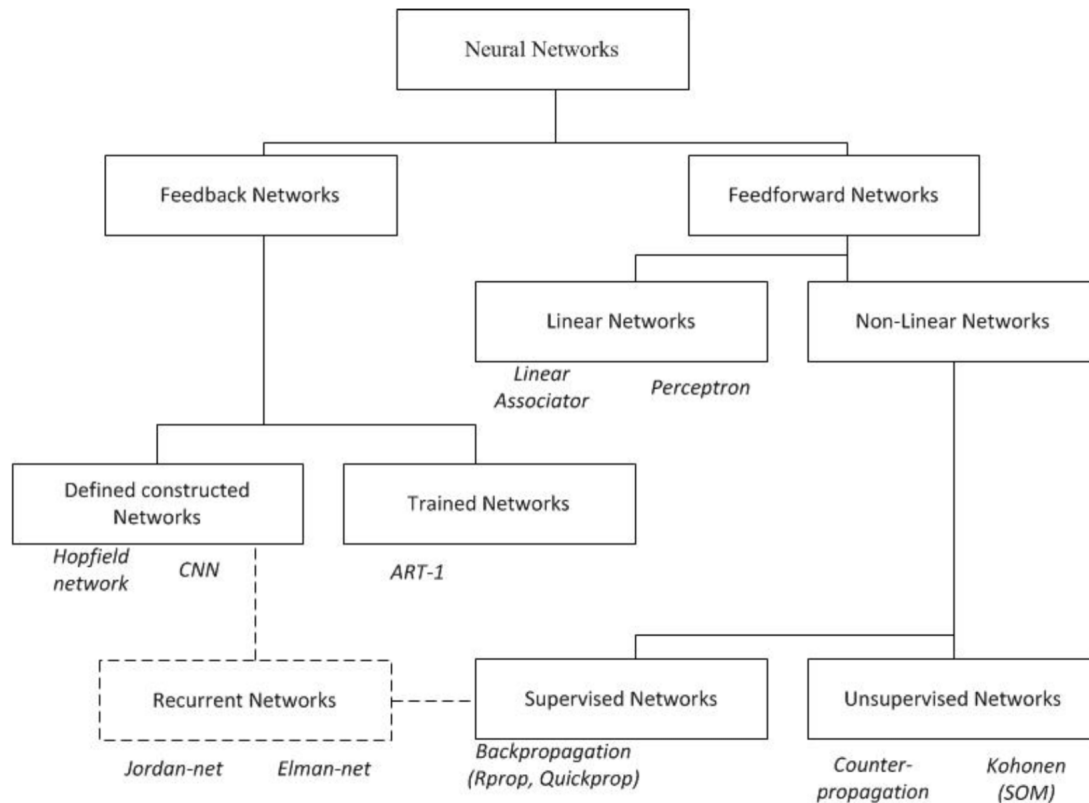 Neural Networks
Feedback Networks
Feedforward Networks
Linear Networks
Non-Linear Networks
Linear
Associator
Perceptron
Defined constructed
Networks
Trained Networks
Hopfield
network
CNN
ART-1
Recurrent Networks
Supervised Networks
Unsupervised Networks
Jordan-net
Elman-net
Backpropagation
(Rprop, Quickprop)
Counter-
propagation
Kohonen
(SOM)